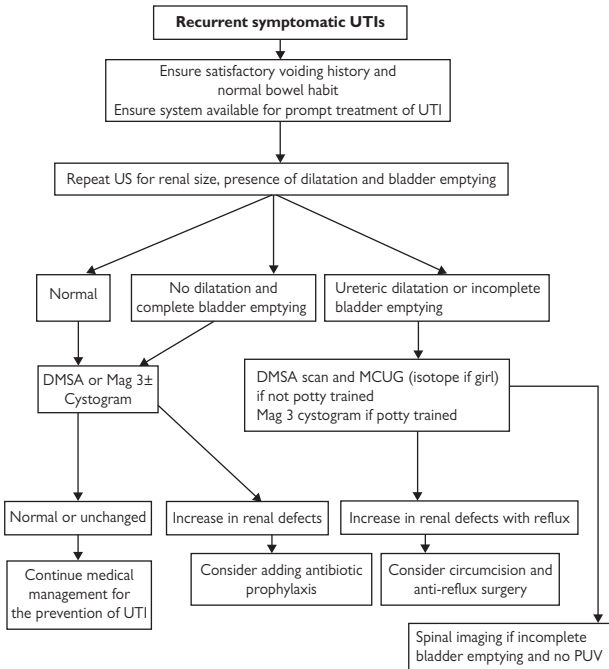 Recurrent symptomatic UTIs
Ensure satisfactory voiding history and
normal bowel habit
Ensure system available for prompt treatment of UTI
Repeat US for renal size, presence of dilatation and bladder emptying
Normal
No dilatation and
complete bladder emptying
Ureteric dilatation or incomplete
bladder emptying
DMSA or Mag 3±
Cystogram
DMSA scan and MCUG (isotope if girl)
if not potty trained
Mag 3 cystogram if potty trained
Normal or unchanged
Increase in renal defects
Increase in renal defects with reflux
Continue medical
management for
the prevention of UTI
Consider adding antibiotic
prophylaxis
Consider circumcision and
anti-reflux surgery
Spinal imaging if incomplete
bladder emptying and no PUV